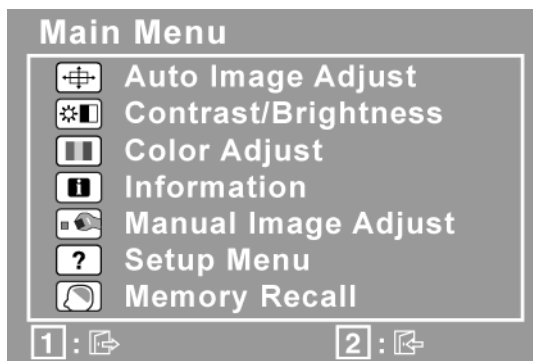 Main Menu
Auto Image Adjust
Contrast/Brightness
Color Adjust
i Information
Manual Image Adjust
? Setup Menu
Memory Recall
1 : 2 :